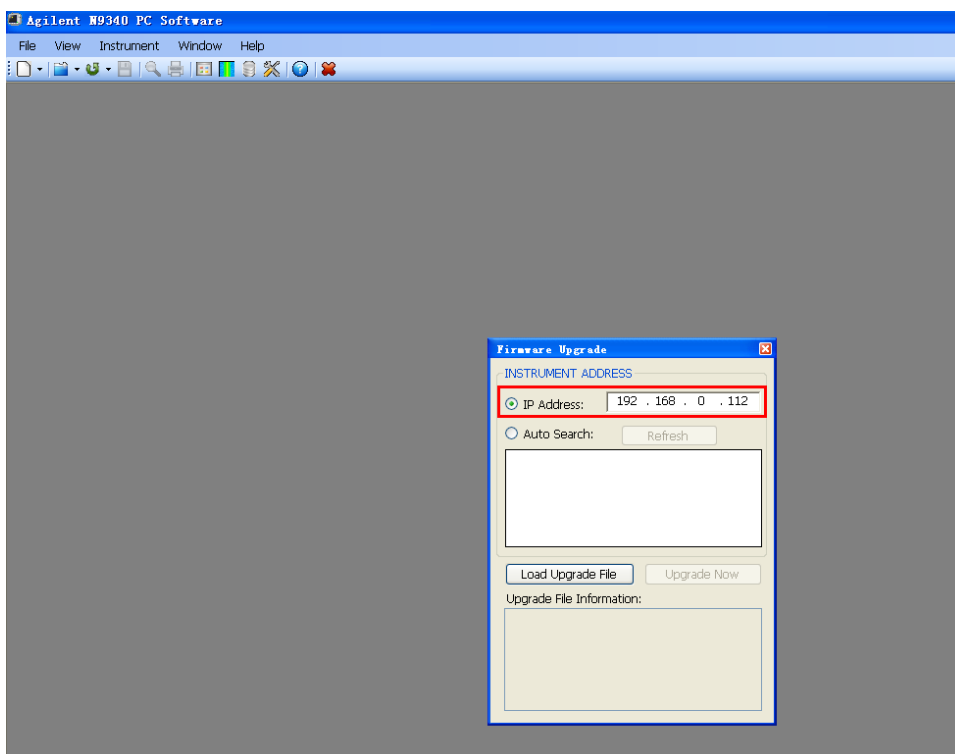 Agilent N9340 PC Software
File View Instrument Window Help
Firmware Upgrade
INSTRUMENT ADDRESS
IP Address: 192 . 168 . 0 . 112
Auto Search: Refresh
Load Upgrade File Upgrade Now
Upgrade File Information: